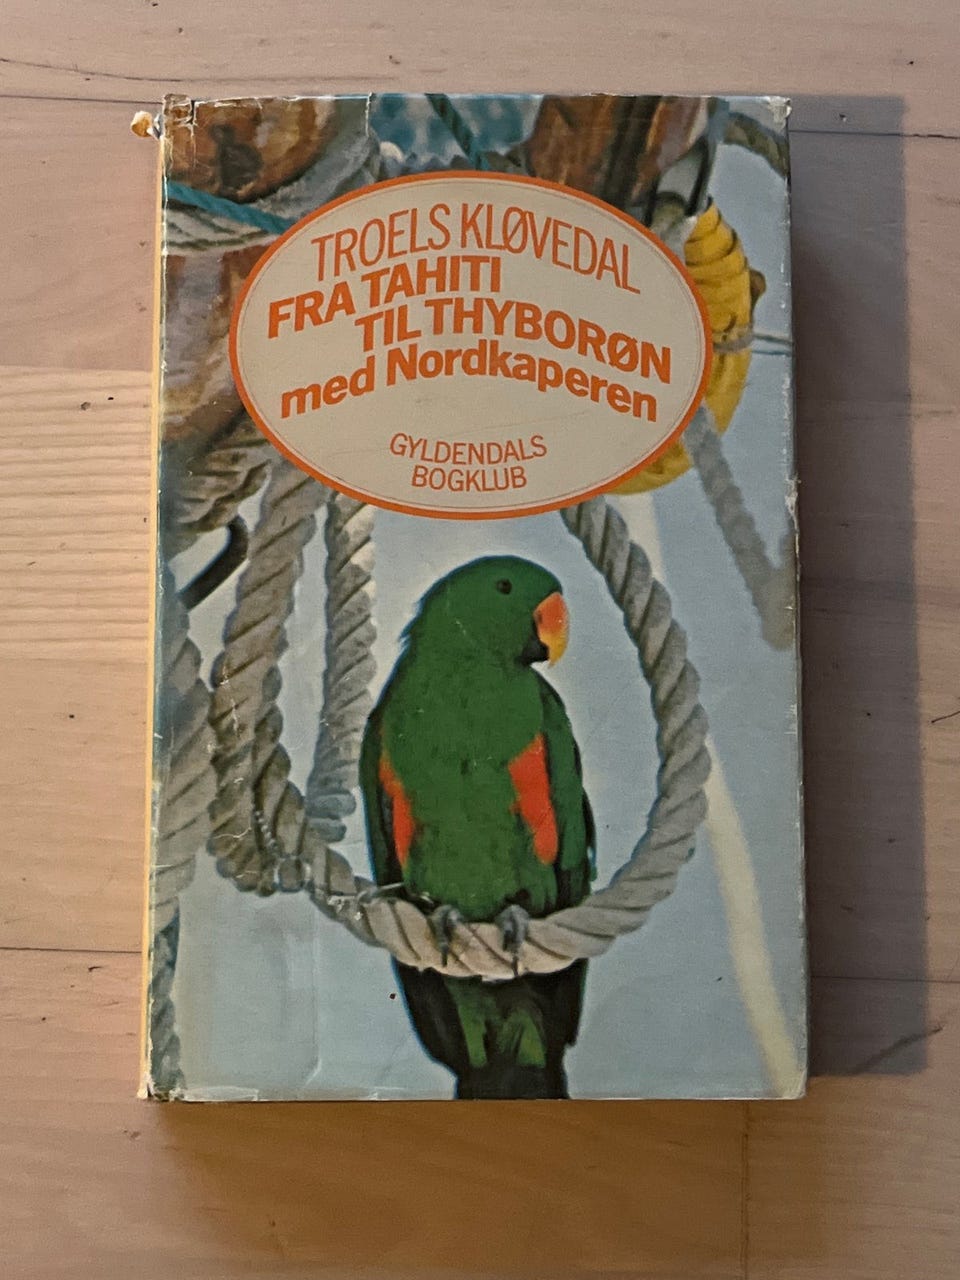 TROELS KLØVEDAL
FRA TAHITI
TIL THYBORØN
med Nordkaperen
GYLDENDALS
BOGKLUB